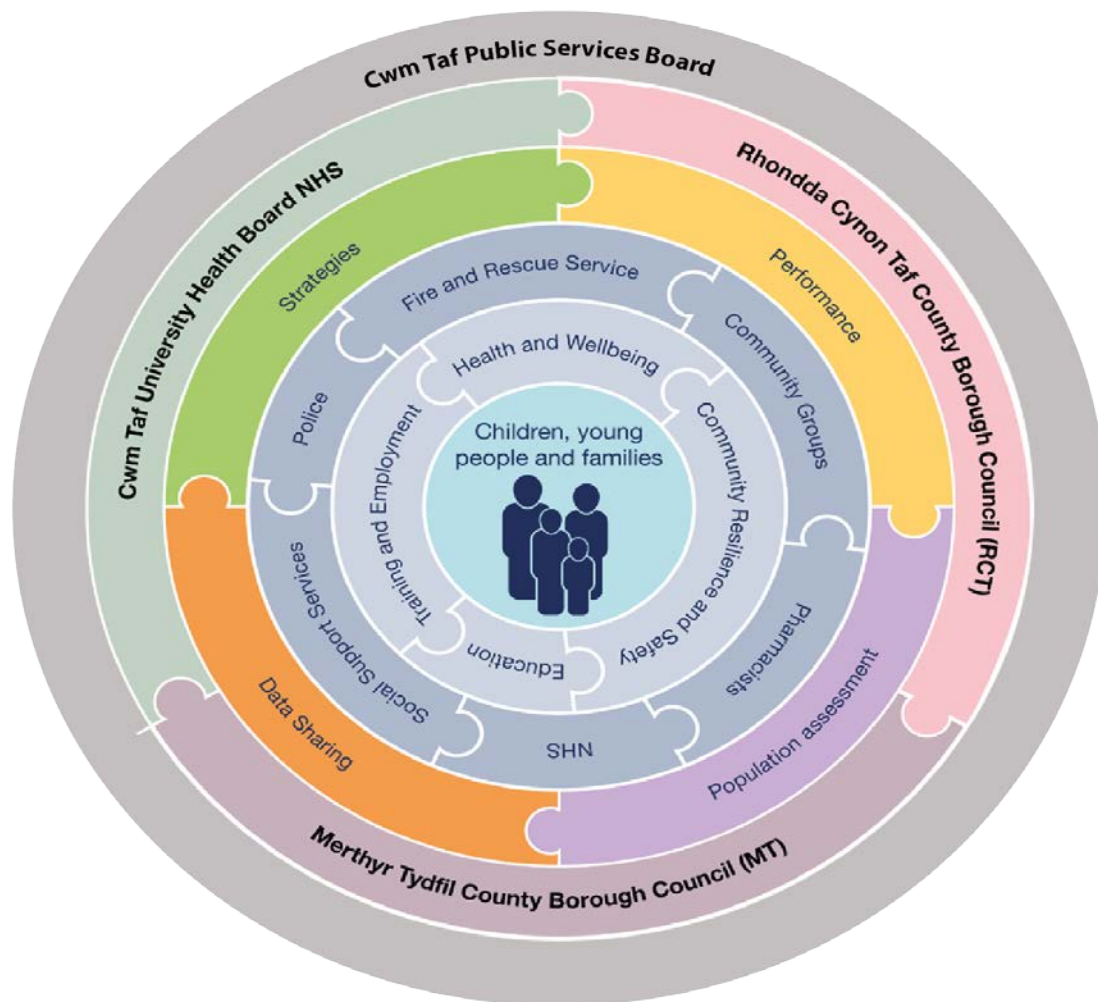 Cwm Taf Public Services Board
Cwm Taf University Health Board NHS
Rhondda Cynon Taf County Borough Council (RCT)
Merthyr Tydfil County Borough Council (MT)
Strategies
Performance
Population assessment
Data Sharing
Fire and Rescue Service
Community Groups
Pharmacists
NHS
Social Support Services
Police
Health and Wellbeing
Community Resilience and Safety
Education
Training and Employment
Children, young
people and families